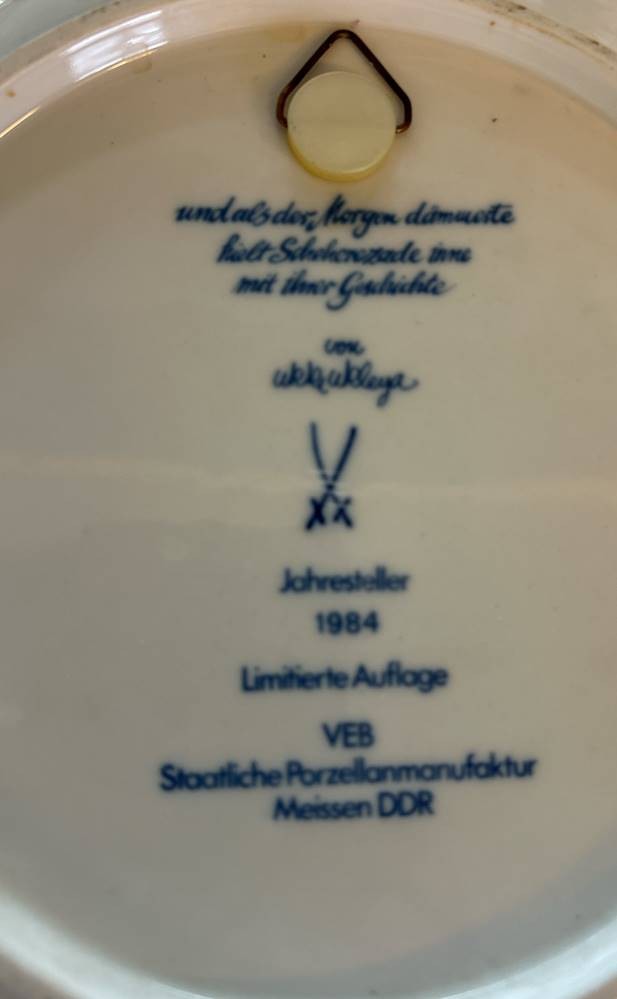 und als der Morgen dämmerte
hielt Scheherezade inne
mit ihrer Geschichte
von
Jahresteller
1984
Limitierte Auflage
VEB
Staatliche Porzellanmanufaktur
Meissen DDR